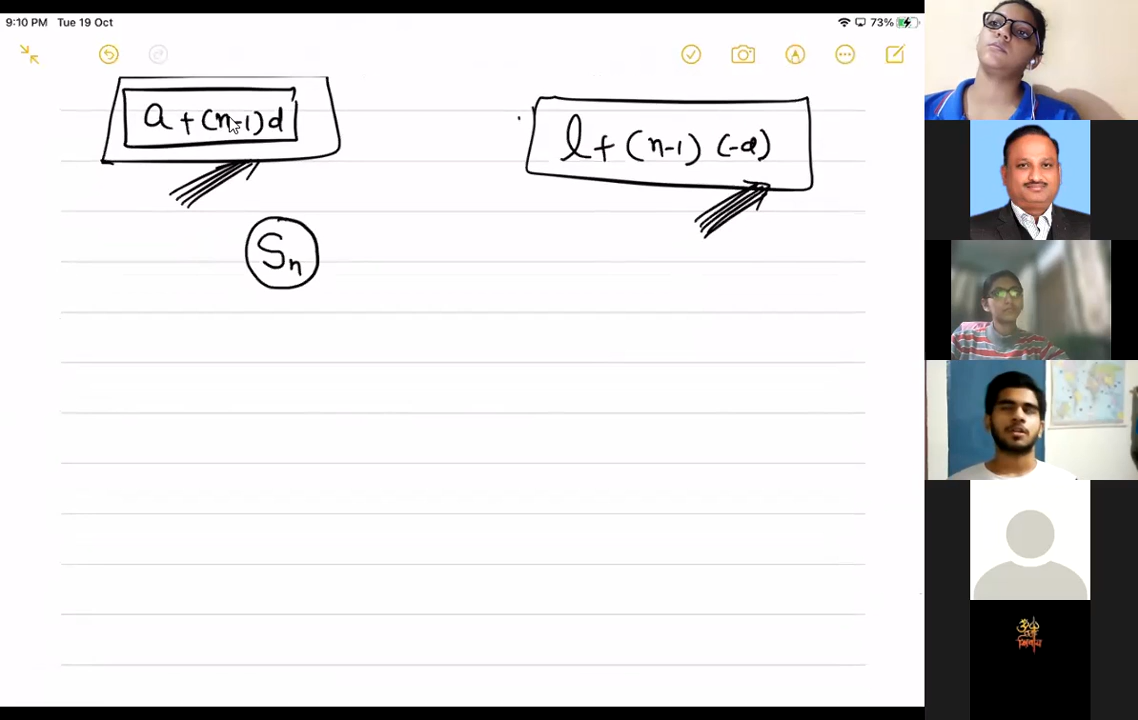 9:10 PM Tue 19 Oct
73%
a + (n-1)d
l + (n-1) (-d)
Sn
ॐ